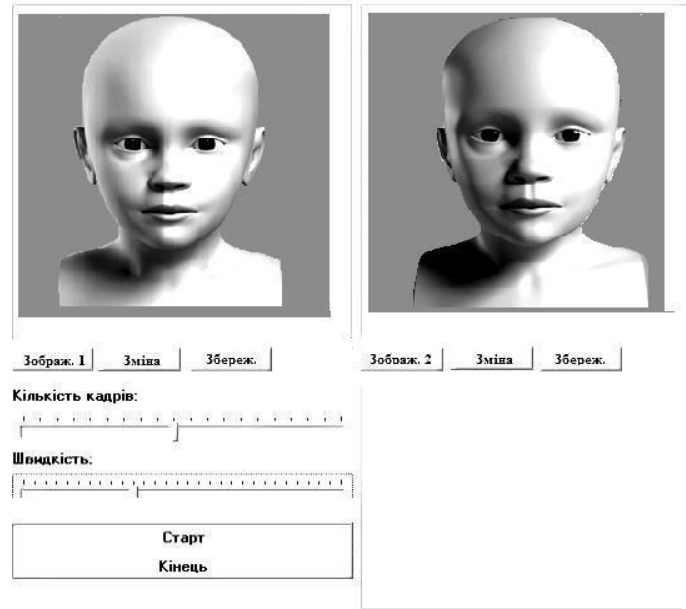 Зображ. 1 Зміна Збереж.
Зображ. 2 Зміна Збереж.
Кількість кадрів:
Швидкість:
Старт
Кінець